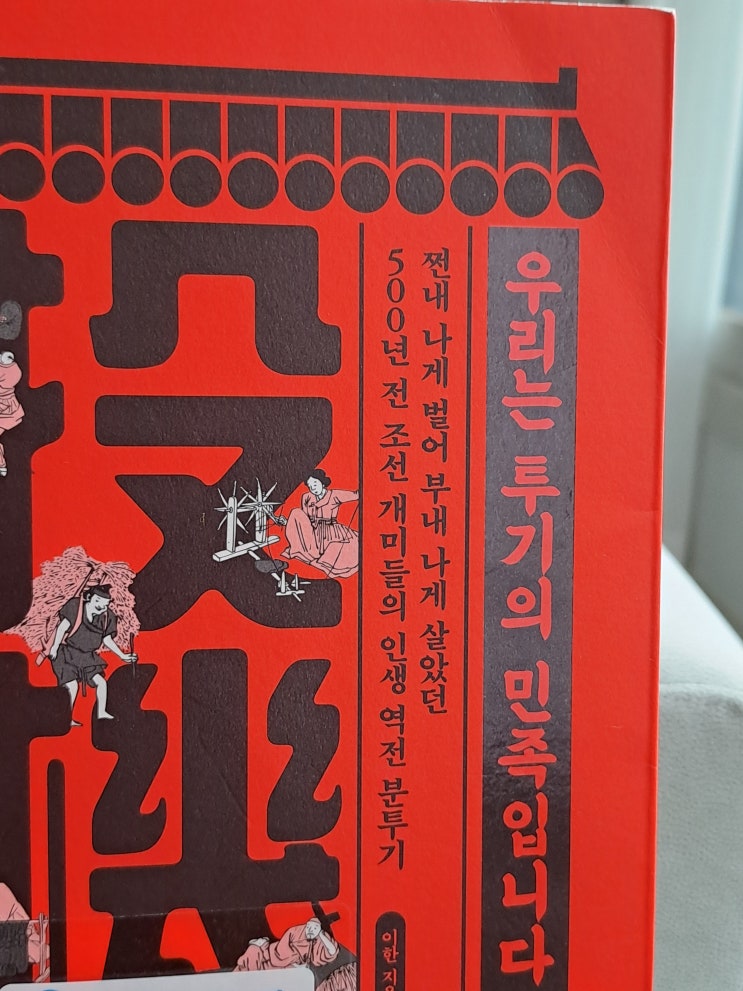 우리는 투기의 민족입니다
쩐내 나게 벌어 부내 나게 살았던
500년 전 조선 개미들의 인생 역전 분투기
이한